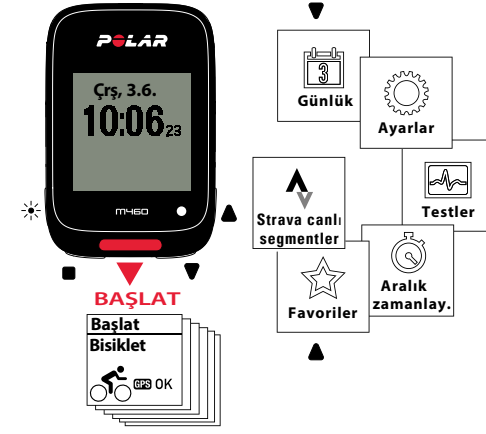 POLAR
Çrş, 3.6.
10:06 23
M460
BAŞLAT
Başlat
Bisiklet
GPS OK
3
Günlük
Ayarlar
Testler
Strava canlı
segmentler
Aralık
zamanlay.
Favoriler